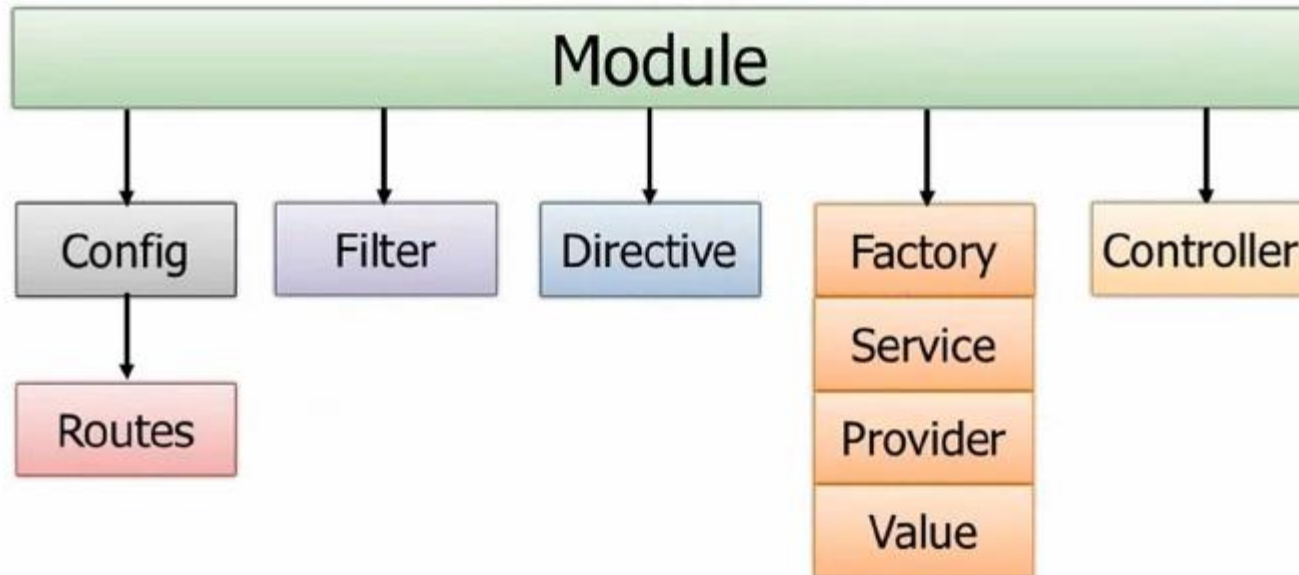 Module
Config
Filter
Directive
Factory
Controller
Service
Routes
Provider
Value